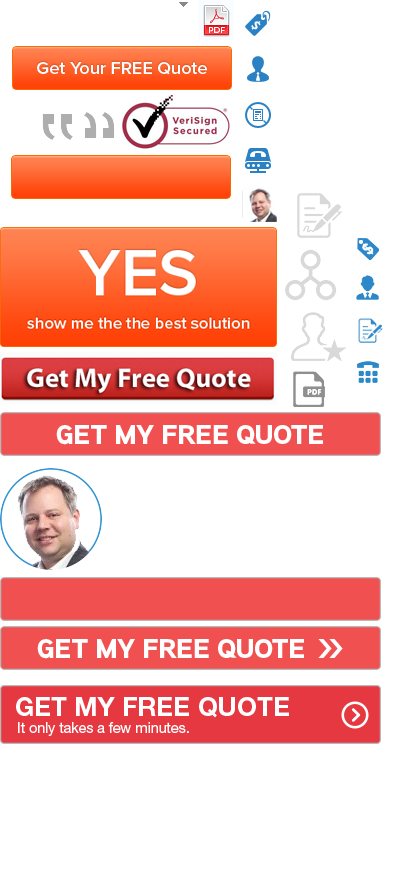 PDF
Get Your FREE Quote
VeriSign
Secured
YES
show me the the best solution
PDF
Get My Free Quote
GET MY FREE QUOTE
GET MY FREE QUOTE
GET MY FREE QUOTE
It only takes a few minutes.